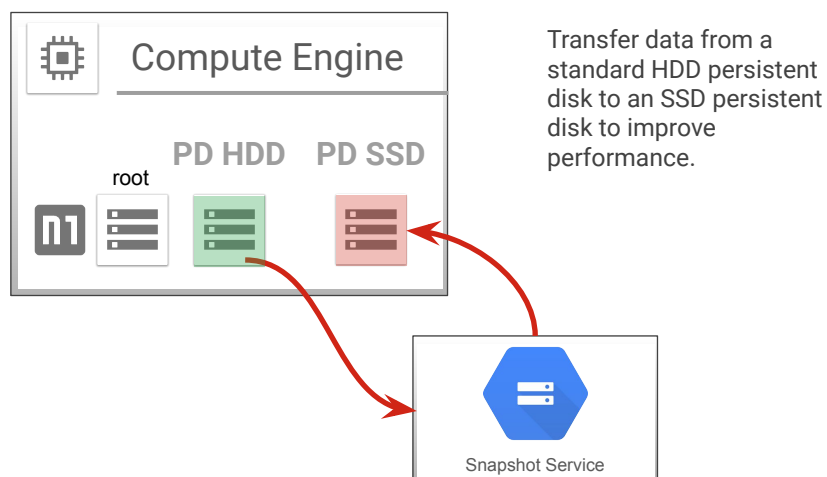 Compute Engine
Transfer data from a
standard HDD persistent
disk to an SSD persistent
disk to improve
performance.
PD HDD
PD SSD
root
n1
Snapshot Service